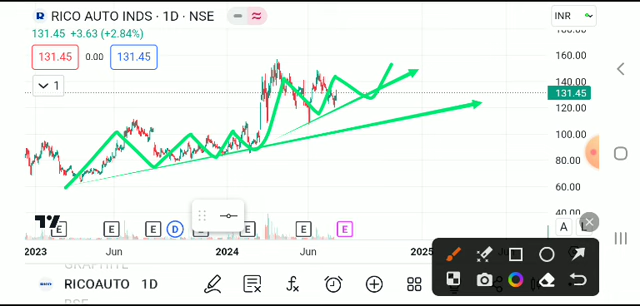 RICO AUTO INDS · 1D · NSE
INR
131.45 +3.63 (+2.84%)
131.45 0.00 131.45
1
160.00
140.00
131.45
120.00
100.00
80.00
60.00
40.00
E E E D E E E E
A
2023 Jun 2024 Jun 2025
RICOAUTO 1D